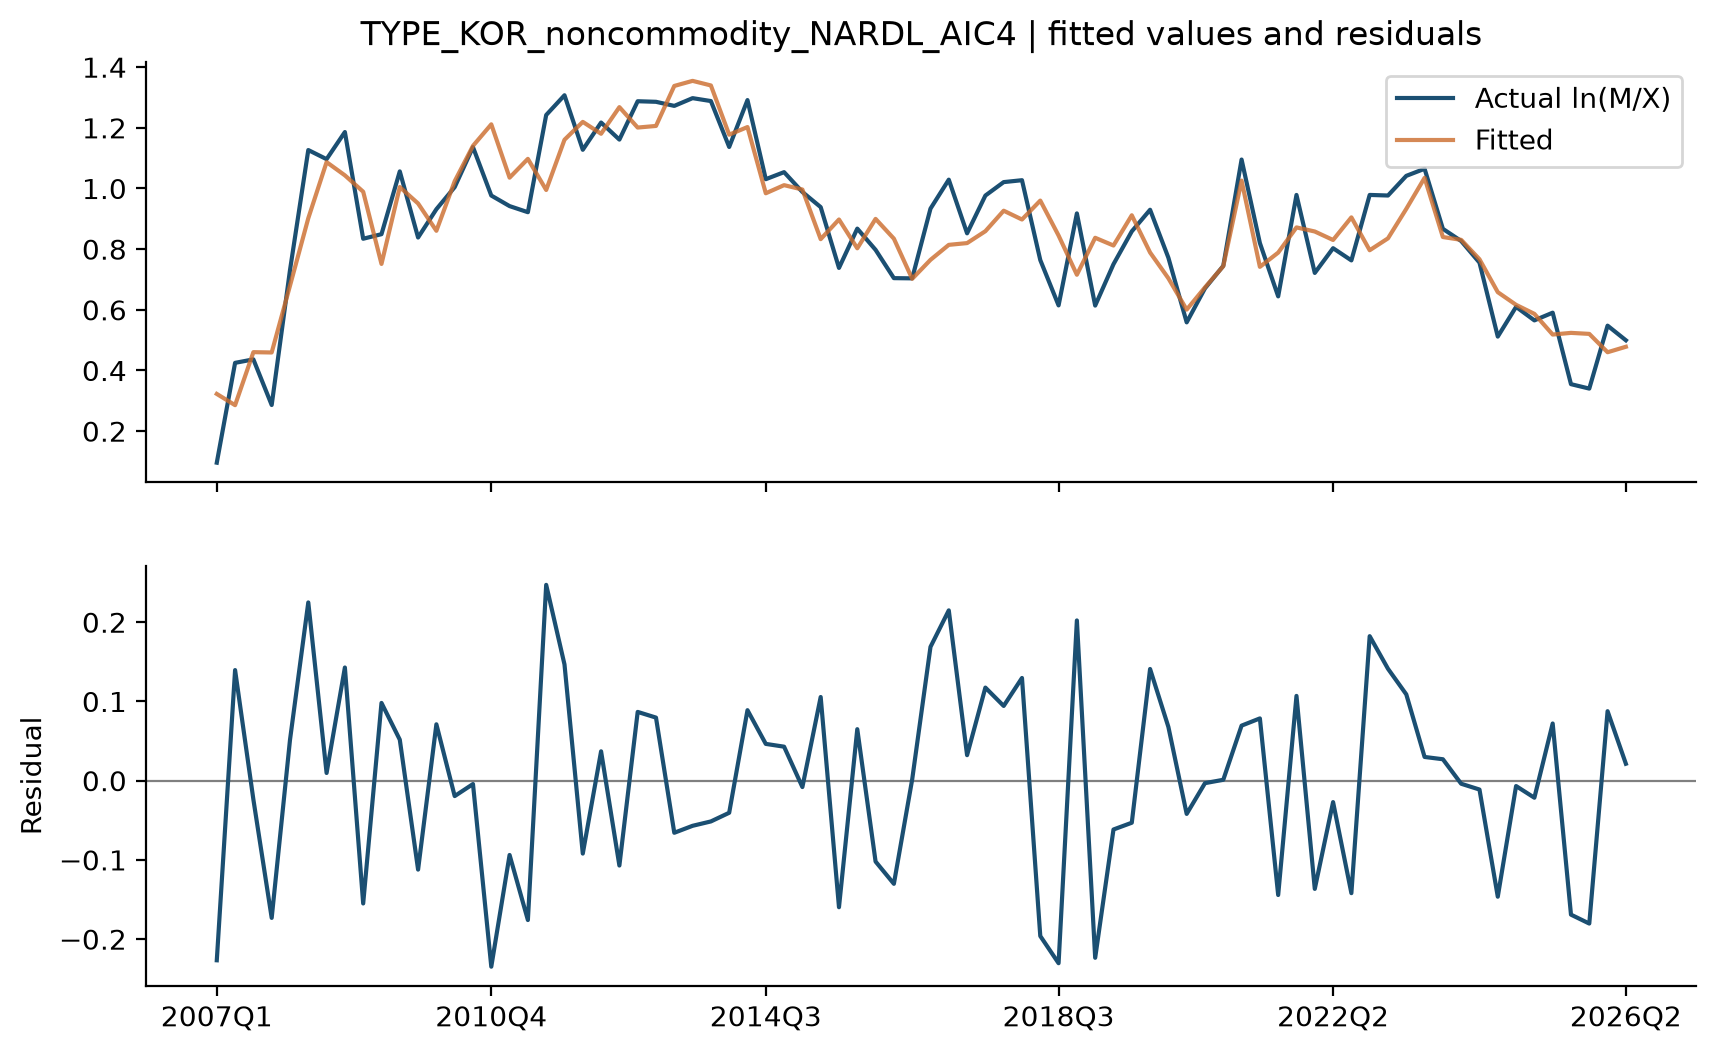 TYPE_KOR_noncommodity_NARDL_AIC4 | fitted values and residuals
1.4
1.2
1.0
0.8
0.6
0.4
0.2
Actual ln(M/X)
Fitted
Residual
0.2
0.1
0.0
−0.1
−0.2
2007Q1 2010Q4 2014Q3 2018Q3 2022Q2 2026Q2